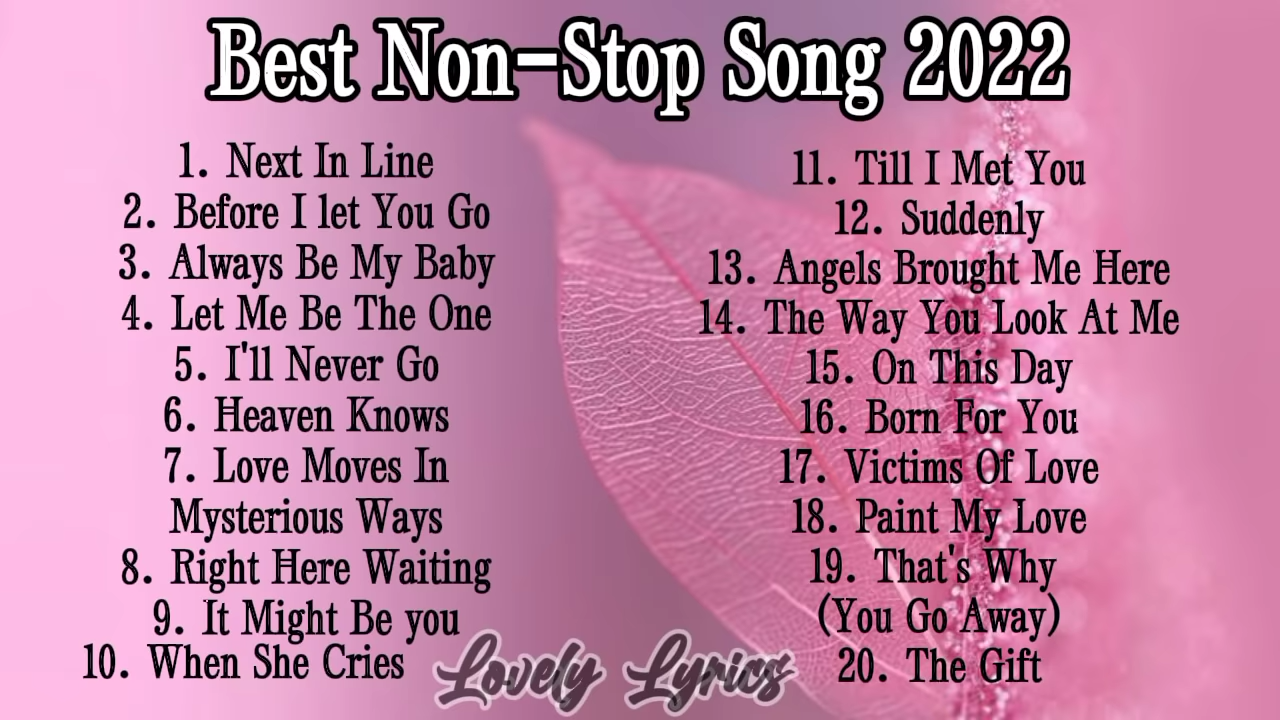 Best Non-Stop Song 2022
1. Next In Line
2. Before I let You Go
3. Always Be My Baby
4. Let Me Be The One
5. I'll Never Go
6. Heaven Knows
7. Love Moves In
Mysterious Ways
8. Right Here Waiting
9. It Might Be you
10. When She Cries
11. Till I Met You
12. Suddenly
13. Angels Brought Me Here
14. The Way You Look At Me
15. On This Day
16. Born For You
17. Victims Of Love
18. Paint My Love
19. That's Why
(You Go Away)
20. The Gift
Lovely Lyrics